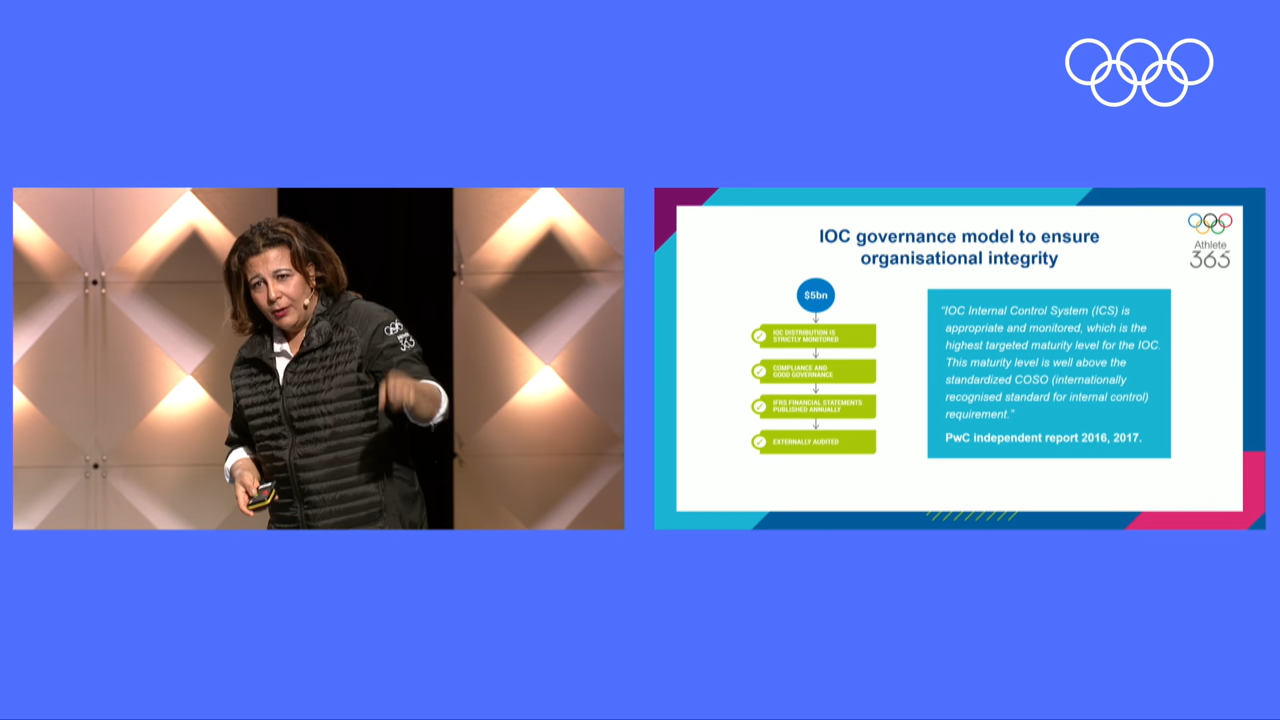 IOC governance model to ensure
organisational integrity
Athlete
365
$5bn
IOC DISTRIBUTION IS
STRICTLY MONITORED
COMPLIANCE AND
GOOD GOVERNANCE
IFRS FINANCIAL STATEMENTS
PUBLISHED ANNUALLY
EXTERNALLY AUDITED
"IOC Internal Control System (ICS) is
appropriate and monitored, which is the
highest targeted maturity level for the IOC.
This maturity level is well above the
standardized COSO (internationally
recognised standard for internal control)
requirement."
PwC independent report 2016, 2017.
365